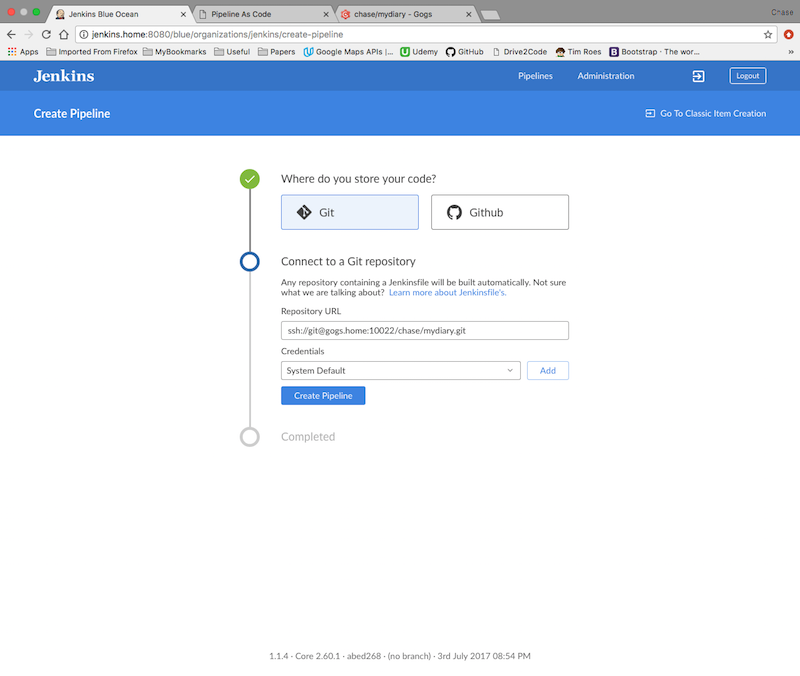 Jenkins Blue Ocean
Pipeline As Code
chase/mydiary - Gogs
Chase
jenkins.home:8080/blue/organizations/jenkins/create-pipeline
Apps
Imported From Firefox
MyBookmarks
Useful
Papers
Google Maps APIs |...
Udemy
GitHub
Drive2Code
Tim Roes
Bootstrap · The wor...
»
Jenkins
Pipelines
Administration
Logout
Create Pipeline
Go To Classic Item Creation
Where do you store your code?
Git
Github
Connect to a Git repository
Any repository containing a Jenkinsfile will be built automatically. Not sure
what we are talking about? Learn more about Jenkinsfile's.
Repository URL
ssh://git@gogs.home:10022/chase/mydiary.git
Credentials
System Default
Add
Create Pipeline
Completed
1.1.4 · Core 2.60.1 · abed268 · (no branch) · 3rd July 2017 08:54 PM